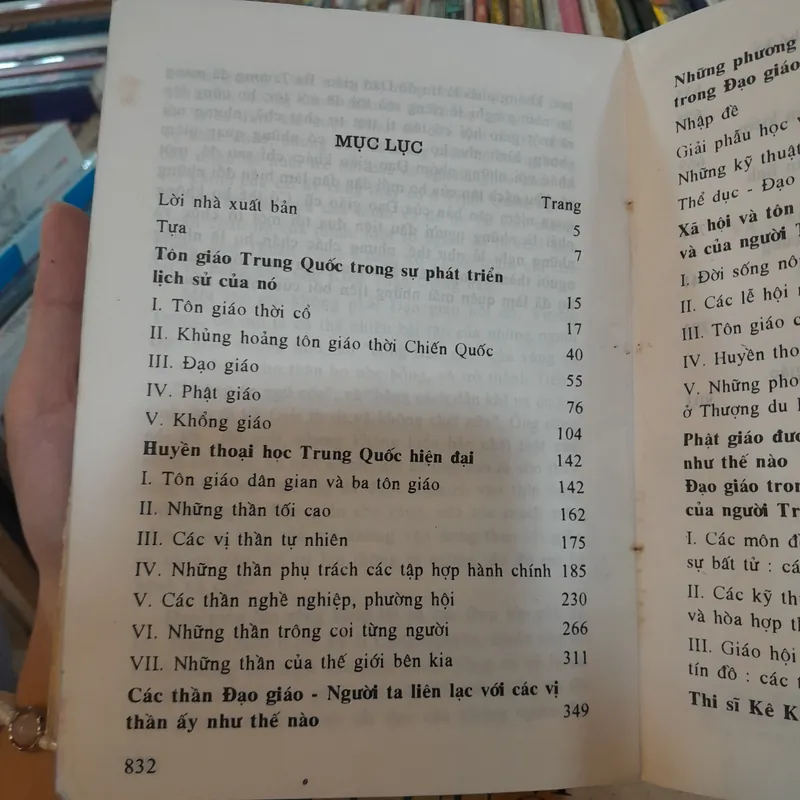 MỤC LỤC
Trang
Lời nhà xuất bản 5
Tựa 7
Tôn giáo Trung Quốc trong sự phát triển
lịch sử của nó 15
I. Tôn giáo thời cổ 17
II. Khủng hoảng tôn giáo thời Chiến Quốc 40
III. Đạo giáo 55
IV. Phật giáo 76
V. Khổng giáo 104
Huyền thoại học Trung Quốc hiện đại 142
I. Tôn giáo dân gian và ba tôn giáo 142
II. Những thần tối cao 162
III. Các vị thần tự nhiên 175
IV. Những thần phụ trách các tập hợp hành chính 185
V. Các thần nghề nghiệp, phường hội 230
VI. Những thần trông coi từng người 266
VII. Những thần của thế giới bên kia 311
Các thần Đạo giáo - Người ta liên lạc với các vị
thần ấy như thế nào 349
832
Những phương
trong Đạo giáo
Nhập đề
Giải phẫu học
Những kỹ thuật
Thể dục - Đạo
Xã hội và tôn
và của người
I. Đời sống
II. Các lễ hội
III. Tôn giáo
IV. Huyền
V. Những
ở Thượng du
Phật giáo
như thế nào
Đạo giáo
của người
I. Các môn
sự bất tử :
II. Các kỹ
và hòa hợp
III. Giáo hội
tín đồ : các
Thi sĩ Kê